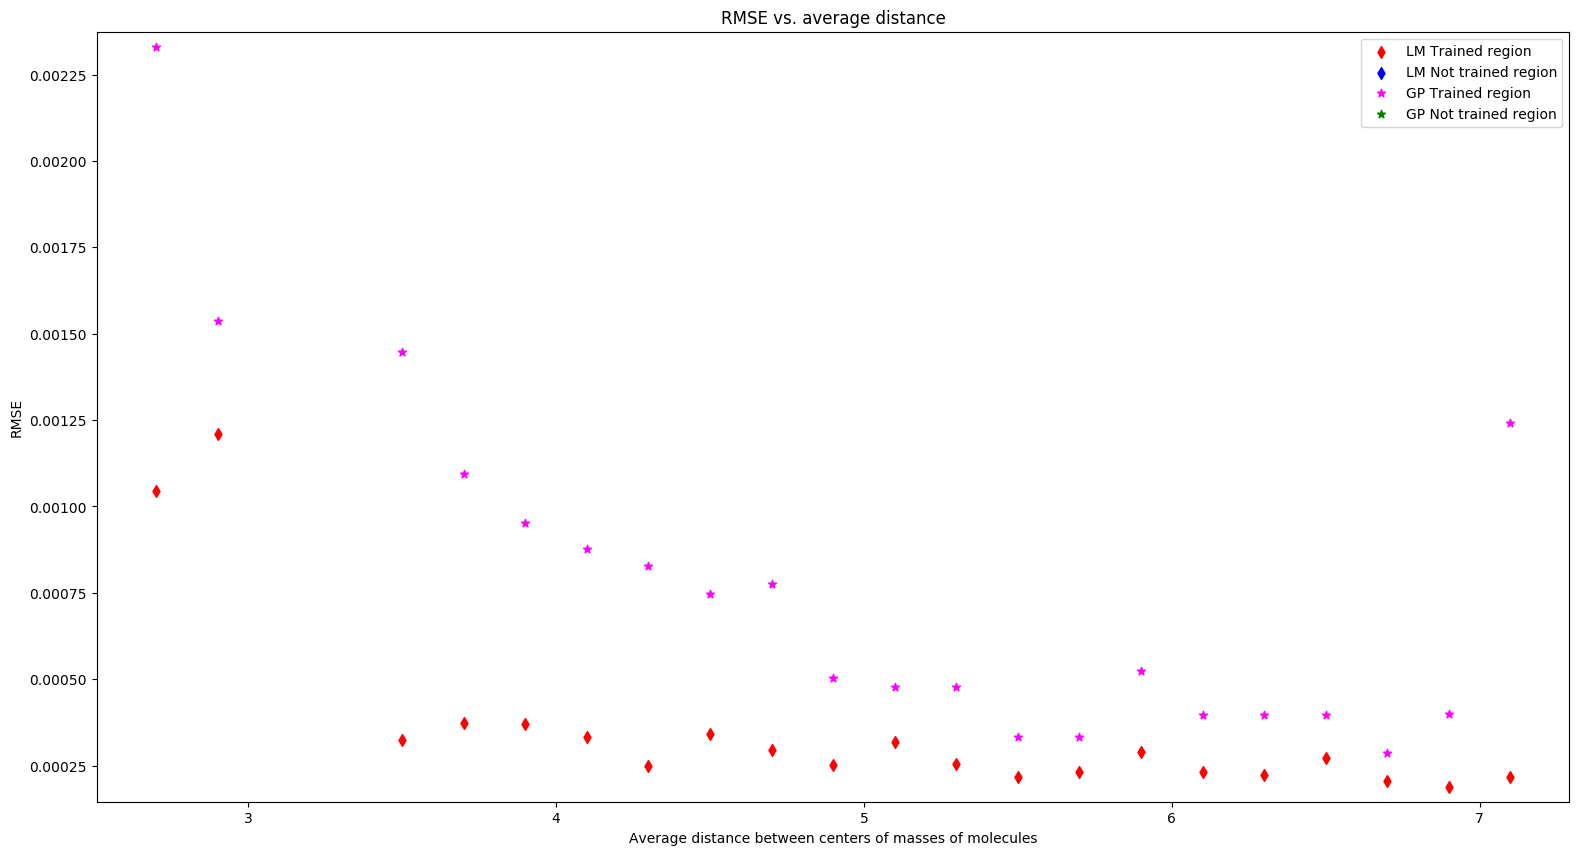 RMSE vs. average distance
LM Trained region
LM Not trained region
GP Trained region
GP Not trained region
RMSE
0.00225
0.00200
0.00175
0.00150
0.00125
0.00100
0.00075
0.00050
0.00025
3 4 5 6 7
Average distance between centers of masses of molecules